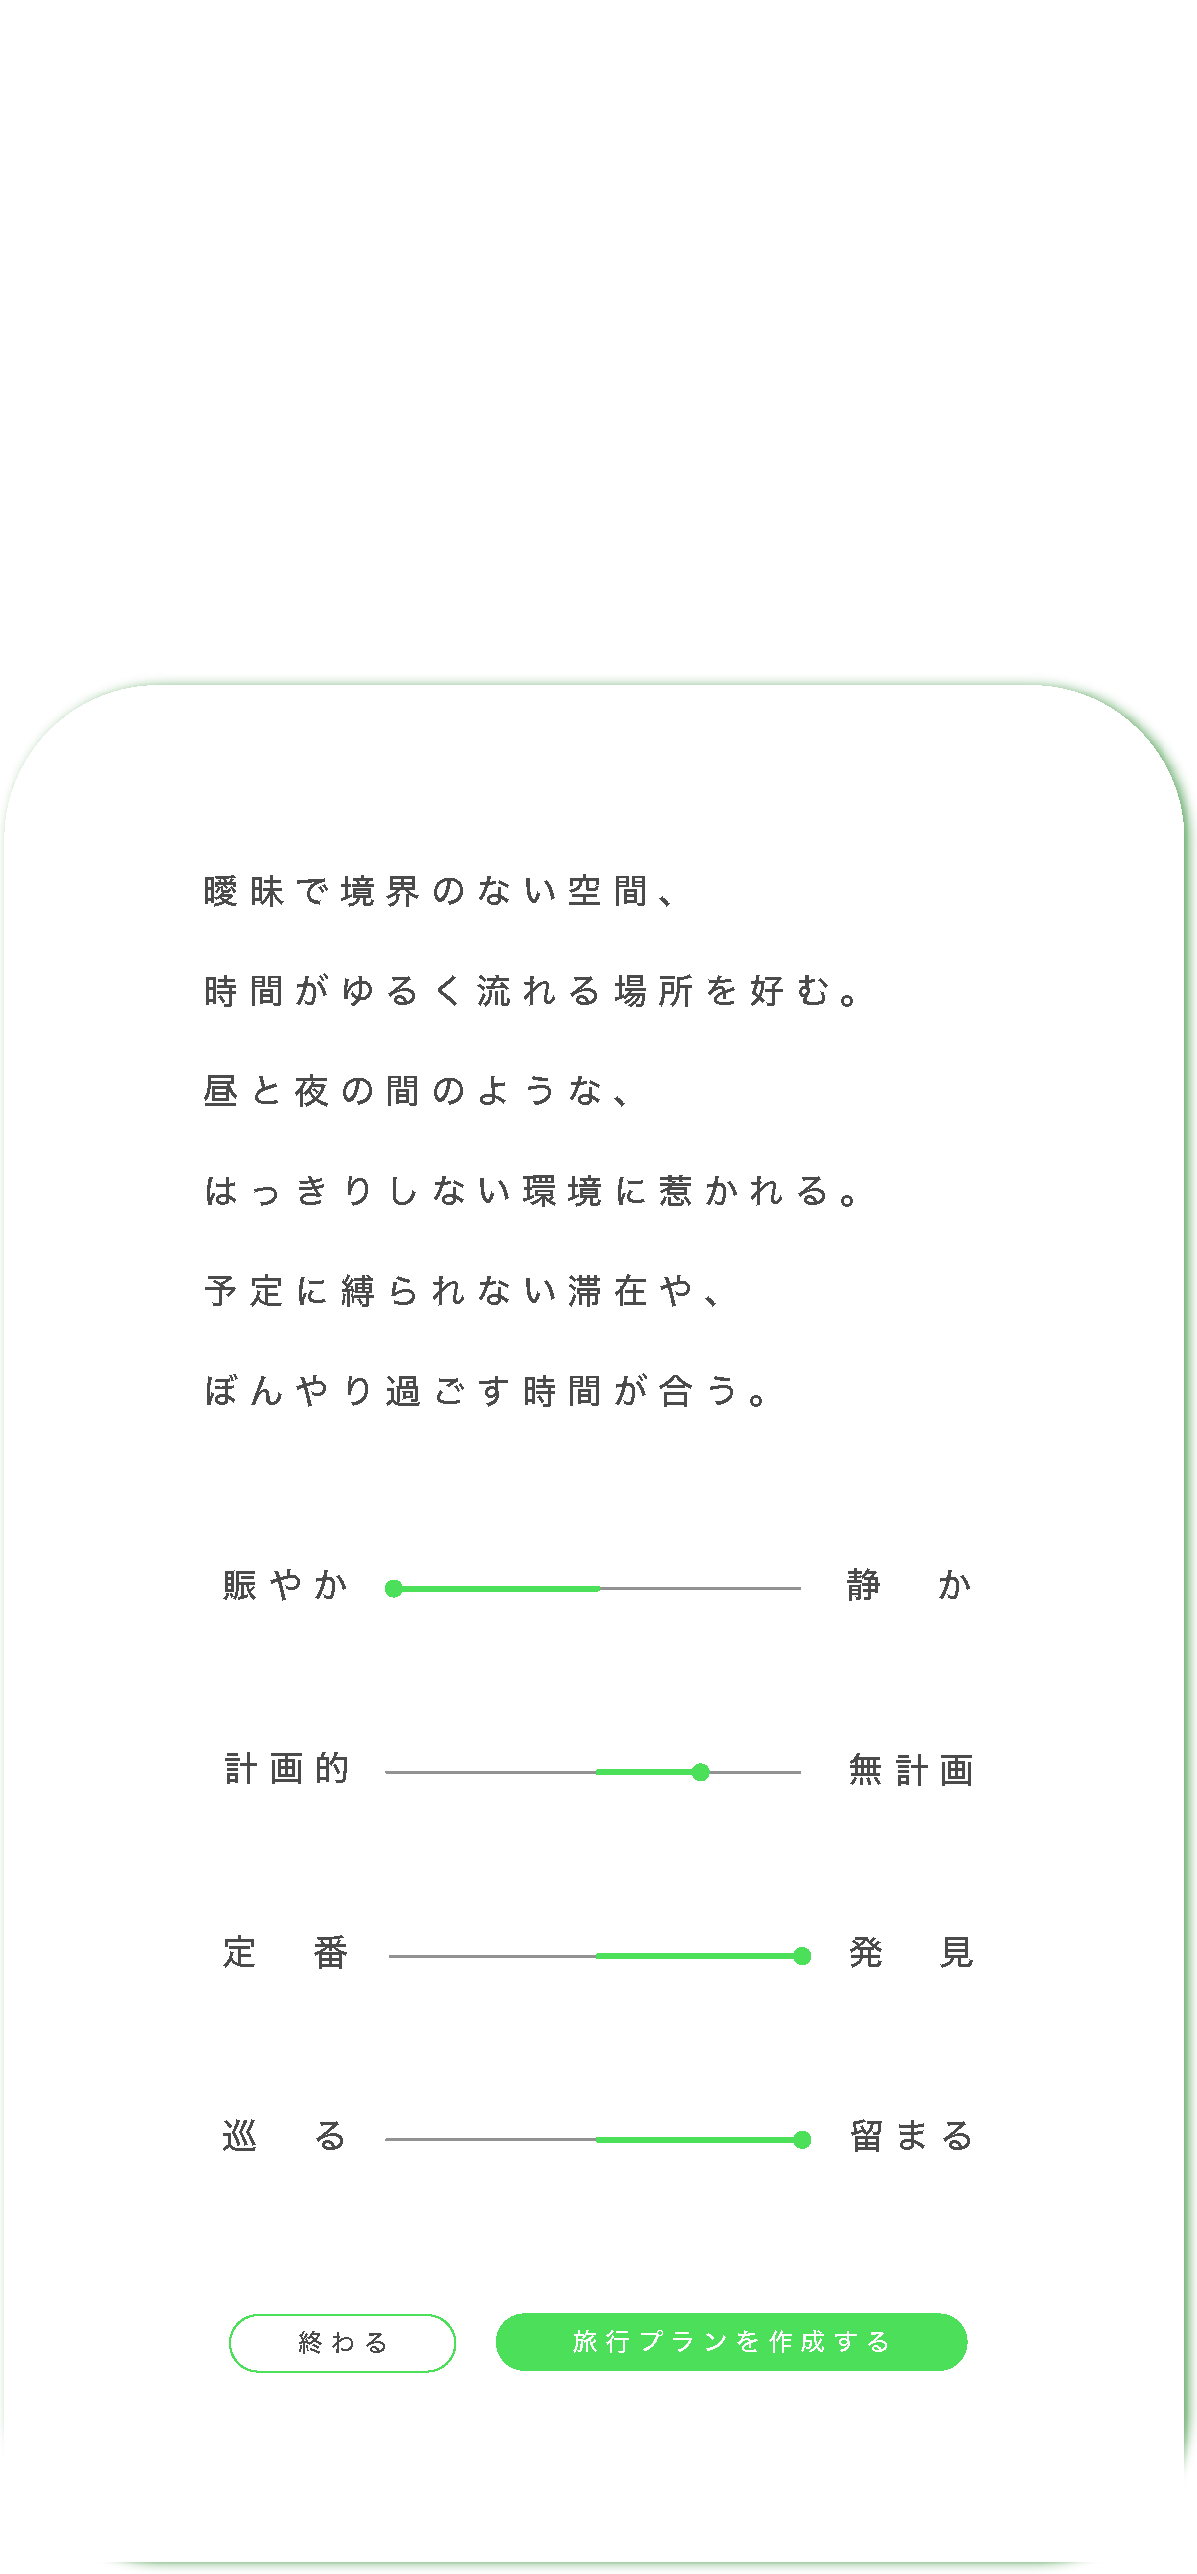 曖昧で境界のない空間、
時間がゆるく流れる場所を好む。
昼と夜の間のような、
はっきりしない環境に惹かれる。
予定に縛られない滞在や、
ぼんやり過ごす時間が合う。
賑やか 静か
計画的 無計画
定番 発見
巡る 留まる
終わる 旅行プランを作成する